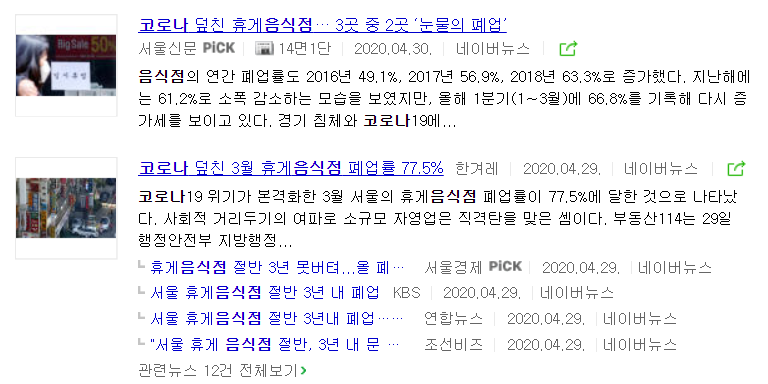 코로나 덮친 휴게음식점… 3곳 중 2곳 '눈물의 폐업'
서울신문 PiCK 14면1단 2020.04.30. 네이버뉴스
음식점의 연간 폐업률도 2016년 49.1%, 2017년 56.9%, 2018년 63.3%로 증가했다. 지난해에
는 61.2%로 소폭 감소하는 모습을 보였지만, 올해 1분기(1~3월)에 66.8%를 기록해 다시 증
가세를 보이고 있다. 경기 침체와 코로나19에...
Big Sale 50%
임시휴업
코로나 덮친 3월 휴게음식점 폐업률 77.5% 한겨레 2020.04.29. 네이버뉴스
코로나19 위기가 본격화한 3월 서울의 휴게음식점 폐업률이 77.5%에 달한 것으로 나타났
다. 사회적 거리두기의 여파로 소규모 자영업은 직격탄을 맞은 셈이다. 부동산114는 29일
행정안전부 지방행정...
휴게음식점 절반 3년 못버텨...올 폐… 서울경제 PiCK 2020.04.29. 네이버뉴스
서울 휴게음식점 절반 3년 내 폐업 KBS 2020.04.29. 네이버뉴스
서울 휴게음식점 절반 3년내 폐업…… 연합뉴스 2020.04.29. 네이버뉴스
"서울 휴게 음식점 절반, 3년 내 문 … 조선비즈 2020.04.29. 네이버뉴스
관련뉴스 12건 전체보기